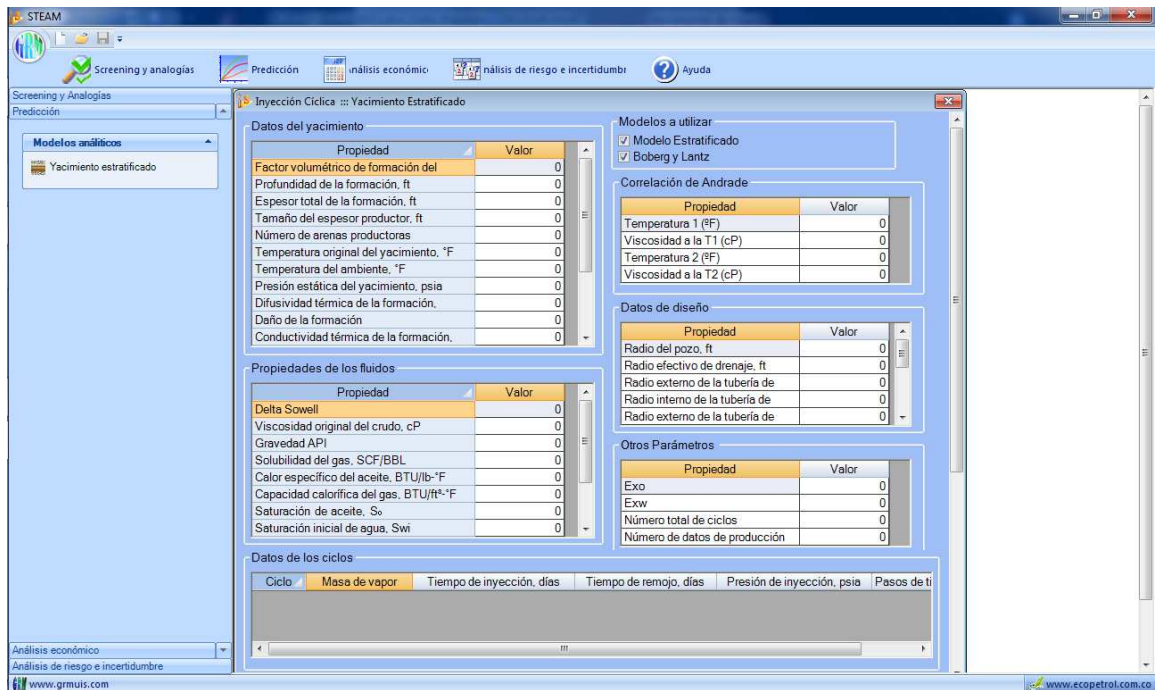 STEAM
GRM
Screening y analogías
Predicción
nálisis económic
nálisis de riesgo e incertidumbr
Ayuda
Screening y Analogías
Predicción
Modelos análiticos
Yacimiento estratificado
Análisis económico
Análisis de riesgo e incertidumbre
Inyección Cíclica ::: Yacimiento Estratificado
Datos del yacimiento
Propiedad Valor
Factor volumétrico de formación del 0
Profundidad de la formación, ft 0
Espesor total de la formación, ft 0
Tamaño del espesor productor, ft 0
Número de arenas productoras 0
Temperatura original del yacimiento, °F 0
Temperatura del ambiente, °F 0
Presión estática del yacimiento, psia 0
Difusividad térmica de la formación, 0
Daño de la formación 0
Conductividad térmica de la formación, 0
Propiedades de los fluidos
Propiedad Valor
Delta Sowell 0
Viscosidad original del crudo, cP 0
Gravedad API 0
Solubilidad del gas, SCF/BBL 0
Calor específico del aceite, BTU/lb-°F 0
Capacidad calorífica del gas, BTU/ft³-°F 0
Saturación de aceite, So 0
Saturación inicial de agua, Swi 0
Modelos a utilizar
Modelo Estratificado
Boberg y Lantz
Correlación de Andrade
Propiedad Valor
Temperatura 1 (ºF) 0
Viscosidad a la T1 (cP) 0
Temperatura 2 (ºF) 0
Viscosidad a la T2 (cP) 0
Datos de diseño
Propiedad Valor
Radio del pozo, ft 0
Radio efectivo de drenaje, ft 0
Radio externo de la tubería de 0
Radio interno de la tubería de 0
Radio externo de la tubería de 0
Otros Parámetros
Propiedad Valor
Exo 0
Exw 0
Número total de ciclos 0
Número de datos de producción 0
Datos de los ciclos
Ciclo Masa de vapor Tiempo de inyección, días Tiempo de remojo, días Presión de inyección, psia Pasos de ti
www.grmuis.com
www.ecopetrol.com.co